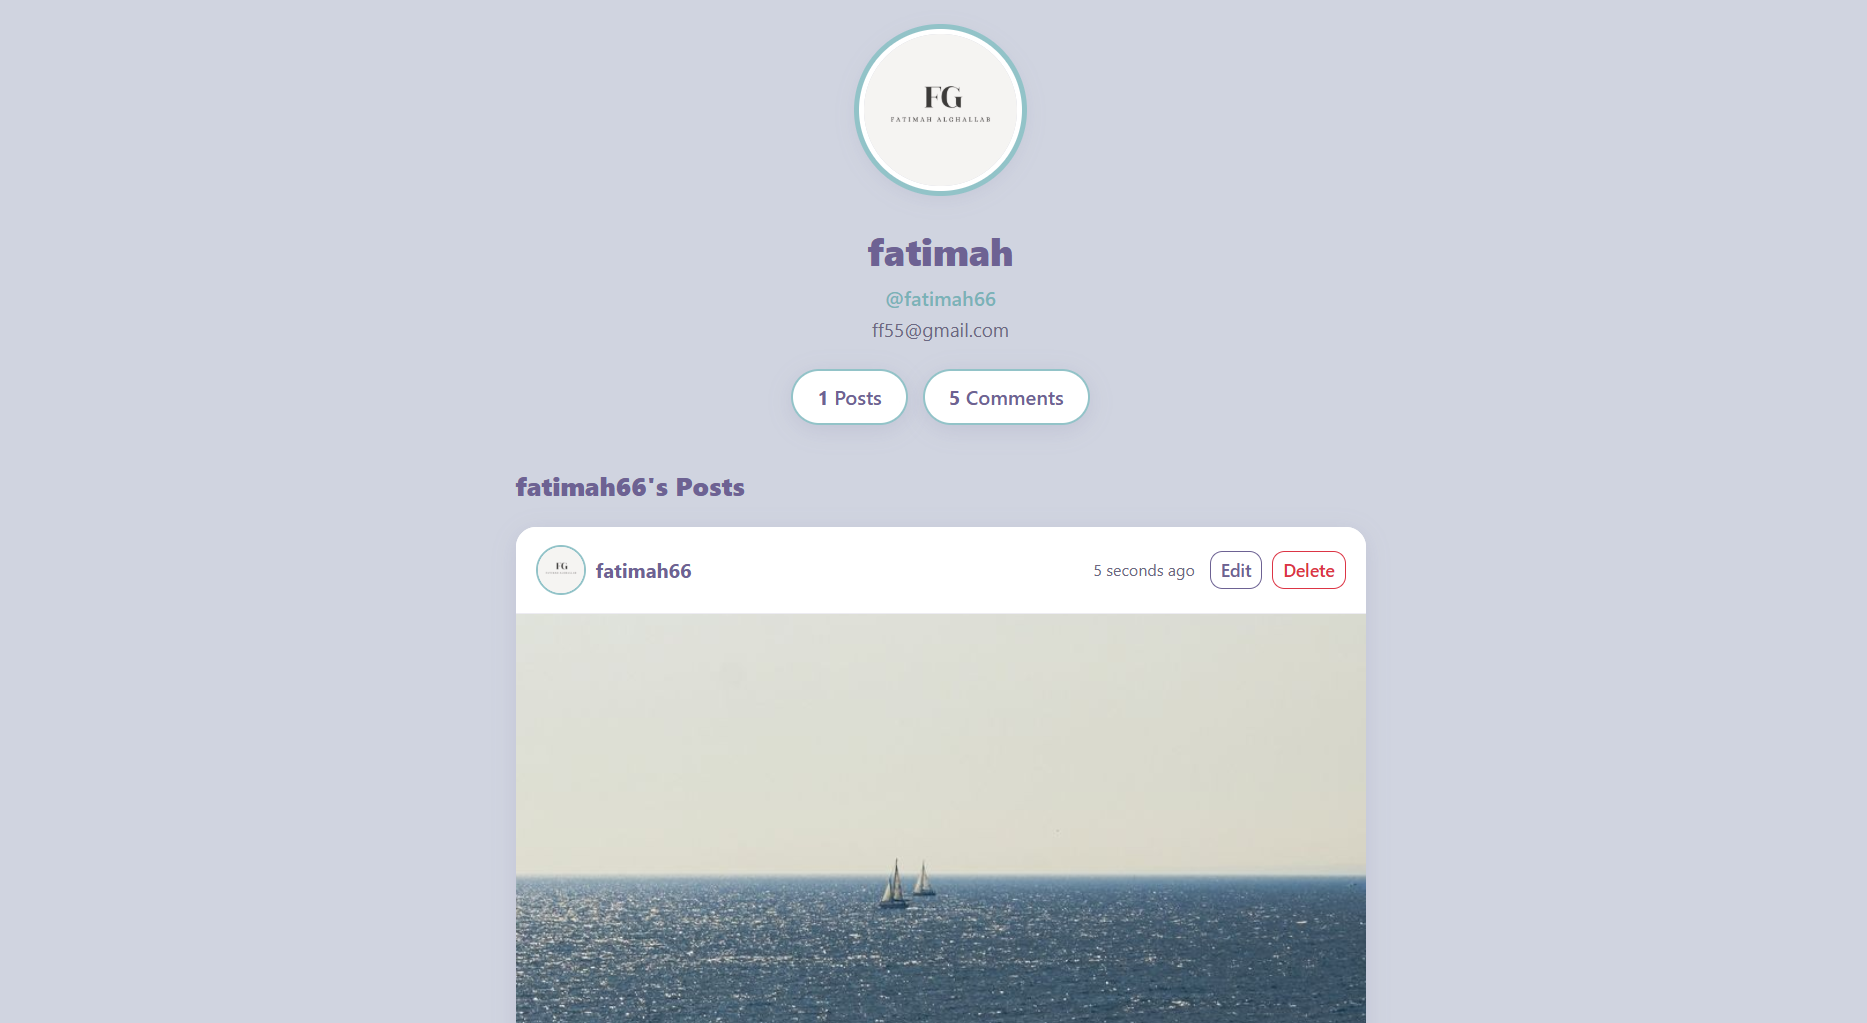 FG
FATIMAH ALGHALLAB
fatimah
@fatimah66
ff55@gmail.com
1 Posts 5 Comments
fatimah66's Posts
FG
fatimah66 5 seconds ago Edit Delete